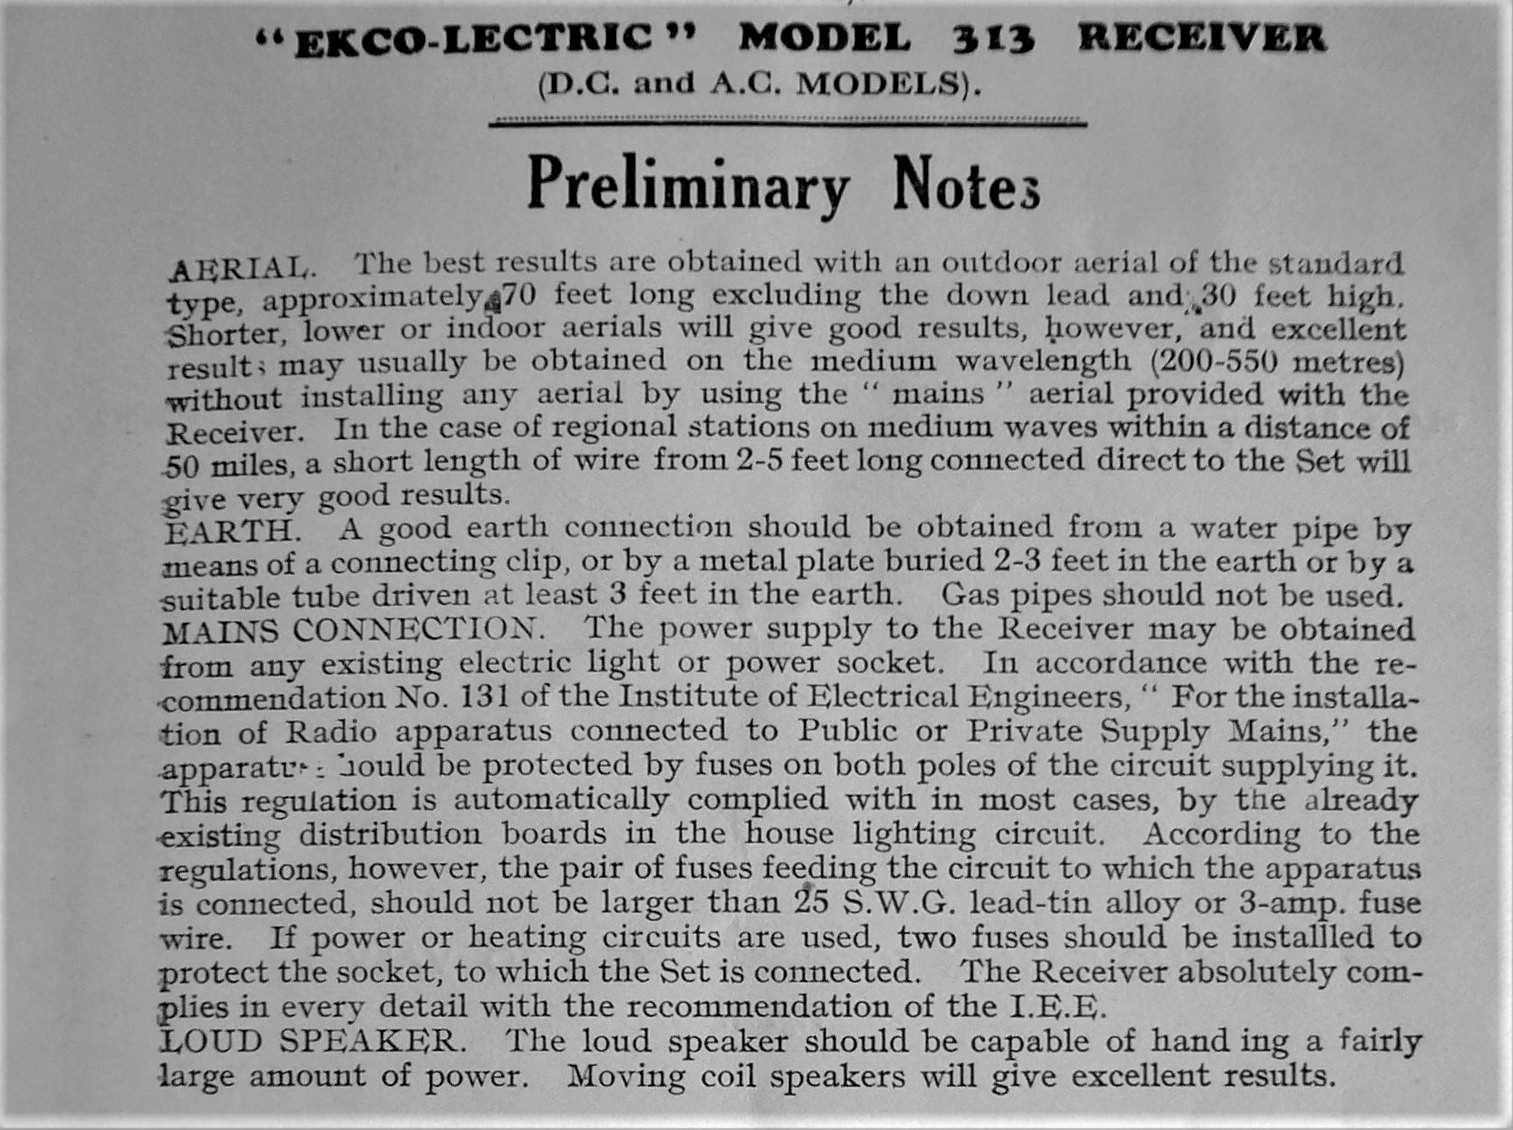 "EKCO-LECTRIC" MODEL 313 RECEIVER
(D.C. and A.C. MODELS).
Preliminary Notes
AERIAL. The best results are obtained with an outdoor aerial of the standard
type, approximately 70 feet long excluding the down lead and 30 feet high.
Shorter, lower or indoor aerials will give good results, however, and excellent
results may usually be obtained on the medium wavelength (200-550 metres)
without installing any aerial by using the " mains " aerial provided with the
Receiver. In the case of regional stations on medium waves within a distance of
50 miles, a short length of wire from 2-5 feet long connected direct to the Set will
give very good results.
EARTH. A good earth connection should be obtained from a water pipe by
means of a connecting clip, or by a metal plate buried 2-3 feet in the earth or by a
suitable tube driven at least 3 feet in the earth. Gas pipes should not be used.
MAINS CONNECTION. The power supply to the Receiver may be obtained
from any existing electric light or power socket. In accordance with the re-
commendation No. 131 of the Institute of Electrical Engineers, " For the installa-
tion of Radio apparatus connected to Public or Private Supply Mains," the
apparatus should be protected by fuses on both poles of the circuit supplying it.
This regulation is automatically complied with in most cases, by the already
existing distribution boards in the house lighting circuit. According to the
regulations, however, the pair of fuses feeding the circuit to which the apparatus
is connected, should not be larger than 25 S.W.G. lead-tin alloy or 3-amp. fuse
wire. If power or heating circuits are used, two fuses should be installled to
protect the socket, to which the Set is connected. The Receiver absolutely com-
plies in every detail with the recommendation of the I.E.E.
LOUD SPEAKER. The loud speaker should be capable of hand ing a fairly
large amount of power. Moving coil speakers will give excellent results.